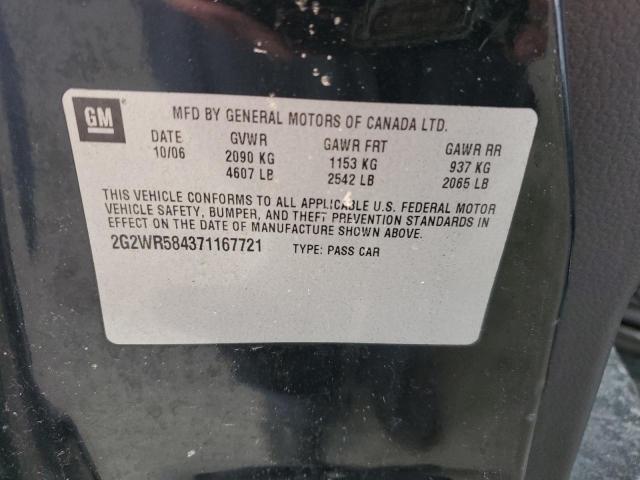 GM
MFD BY GENERAL MOTORS OF CANADA LTD.
DATE GVWR GAWR FRT GAWR RR
10/06 2090 KG 1153 KG 937 KG
4607 LB 2542 LB 2065 LB
THIS VEHICLE CONFORMS TO ALL APPLICABLE U.S. FEDERAL MOTOR
VEHICLE SAFETY, BUMPER, AND THEFT PREVENTION STANDARDS IN
EFFECT ON THE DATE OF MANUFACTURE SHOWN ABOVE.
2G2WR584371167721 TYPE: PASS CAR